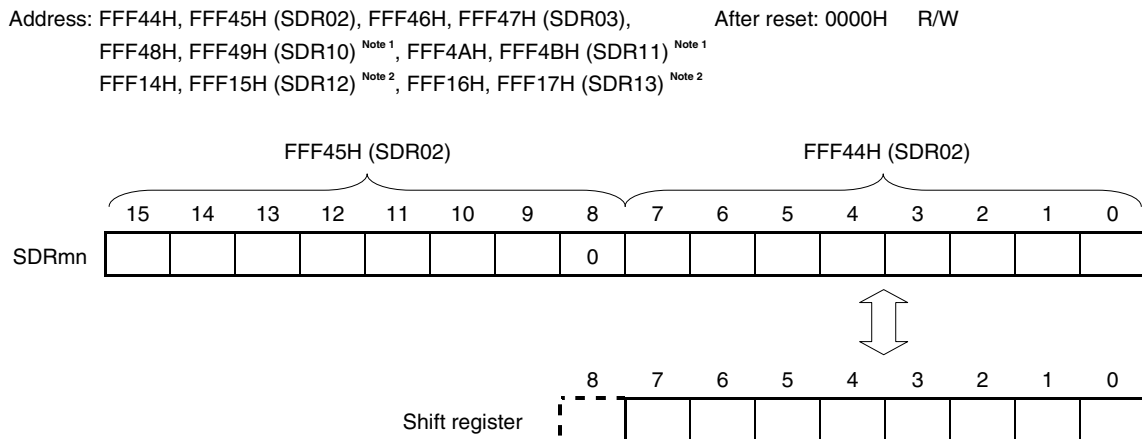 Address: FFF44H, FFF45H (SDR02), FFF46H, FFF47H (SDR03), After reset: 0000H R/W
FFF48H, FFF49H (SDR10) Note 1, FFF4AH, FFF4BH (SDR11) Note 1
FFF14H, FFF15H (SDR12) Note 2, FFF16H, FFF17H (SDR13) Note 2
FFF45H (SDR02) FFF44H (SDR02)
15 14 13 12 11 10 9 8 7 6 5 4 3 2 1 0
SDRmn 0
8 7 6 5 4 3 2 1 0
Shift register